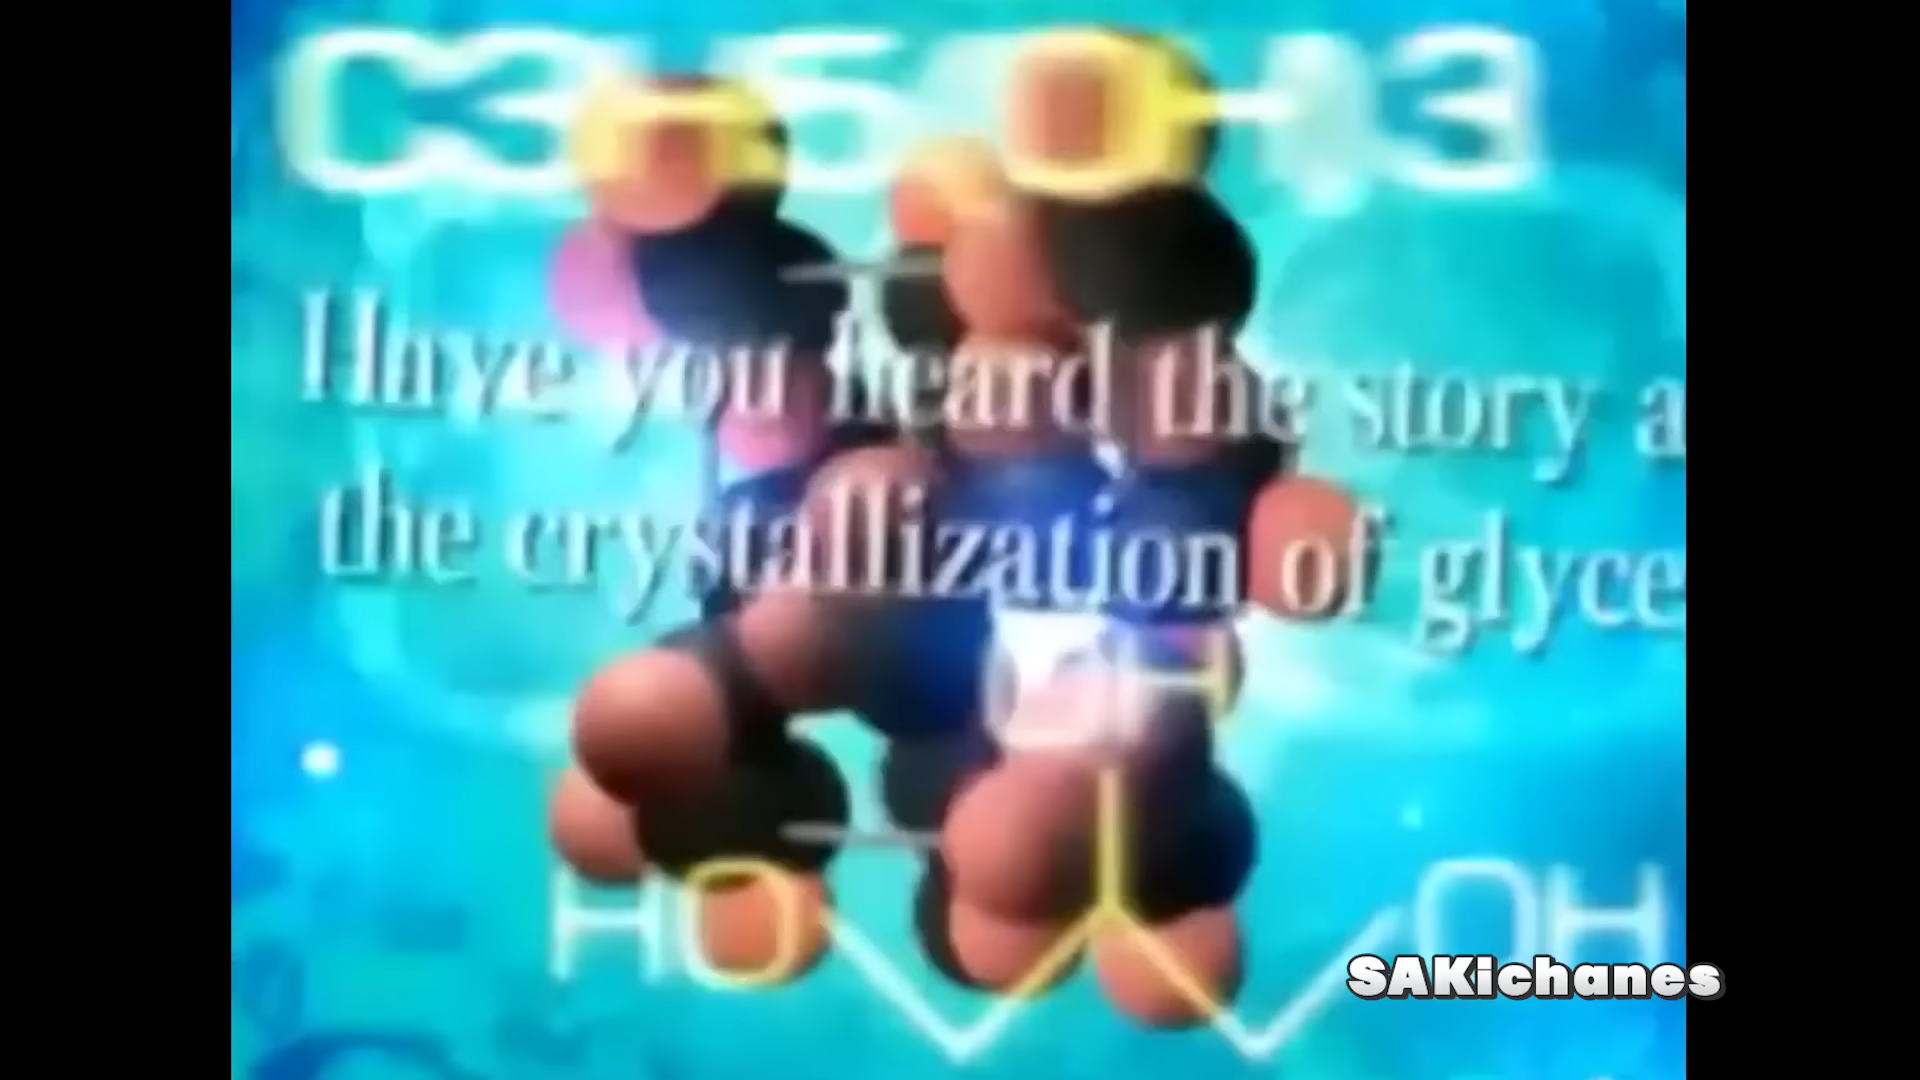 C3H5(OH)3
Have you heard the story a
the crystallization of glyce
OH
HO
OH
SAKichanes